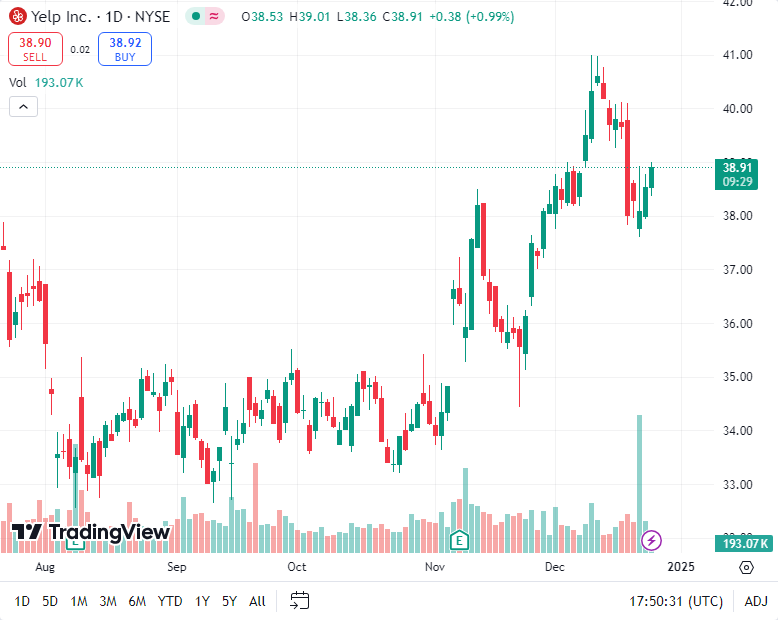 Yelp Inc. · 1D · NYSE O38.53 H39.01 L38.36 C38.91 +0.38 (+0.99%)
42.00
38.90 0.02 38.92
SELL BUY
41.00
Vol 193.07K
40.00
38.91
09:29
38.00
37.00
36.00
35.00
34.00
33.00
TradingView
E E 193.07K
Aug Sep Oct Nov Dec 2025
1D 5D 1M 3M 6M YTD 1Y 5Y All 17:50:31 (UTC) ADJ